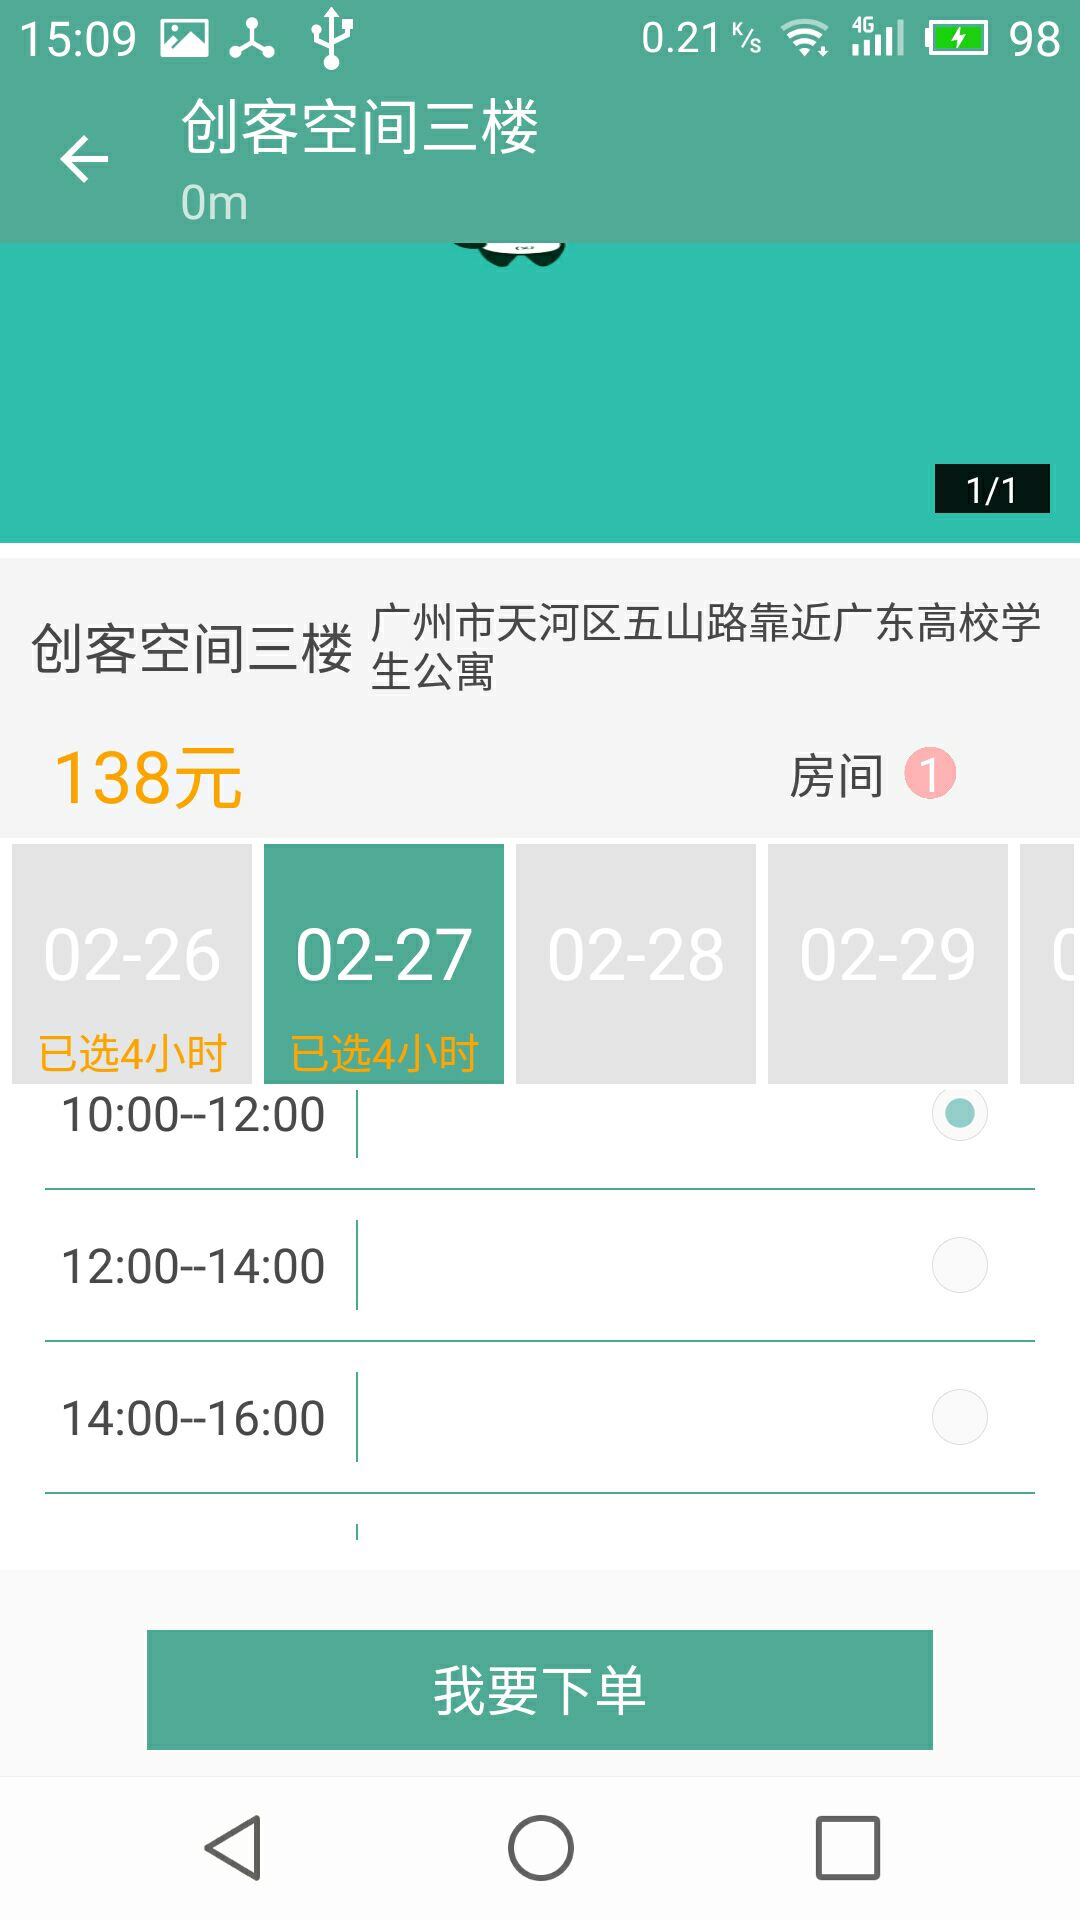 15:09
0.21 K/s
4G
98
创客空间三楼
0m
1/1
创客空间三楼
广州市天河区五山路靠近广东高校学
生公寓
138元
房间 1
02-26
02-27
02-28
02-29
已选4小时
已选4小时
10:00--12:00
12:00--14:00
14:00--16:00
我要下单